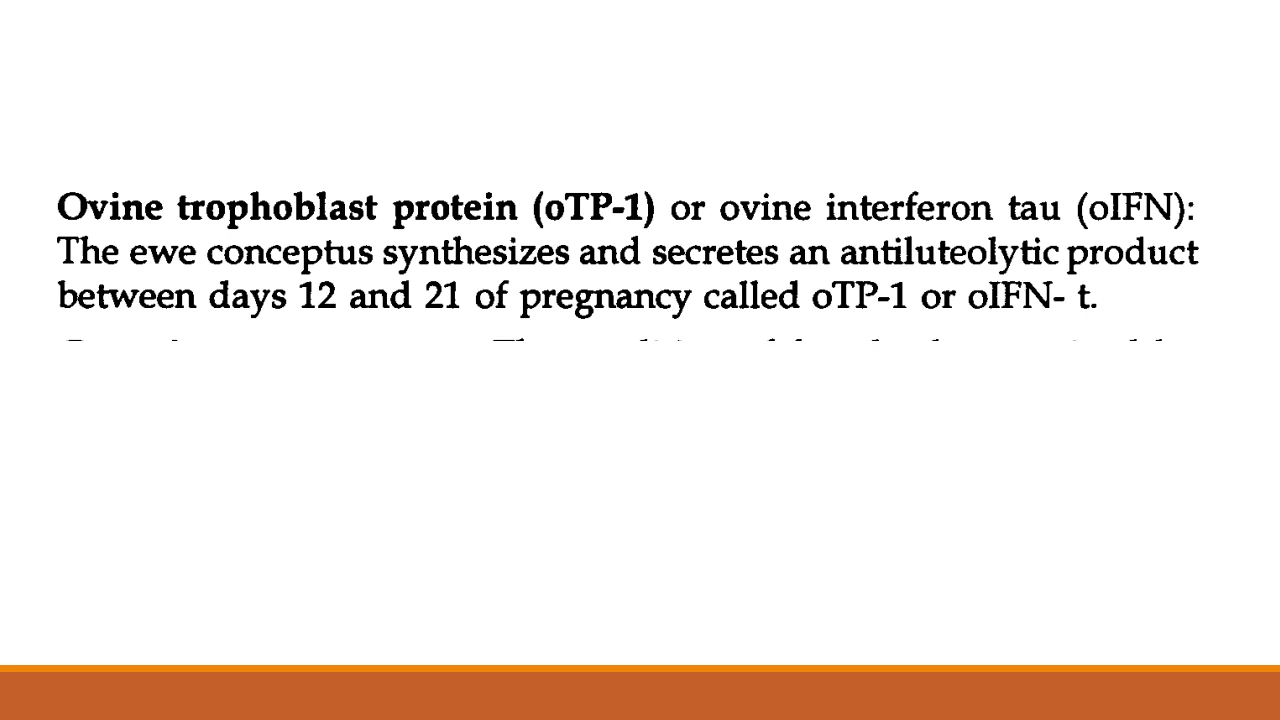 Ovine trophoblast protein (oTP-1) or ovine interferon tau (oIFN):
The ewe conceptus synthesizes and secretes an antiluteolytic product
between days 12 and 21 of pregnancy called oTP-1 or oIFN- t.